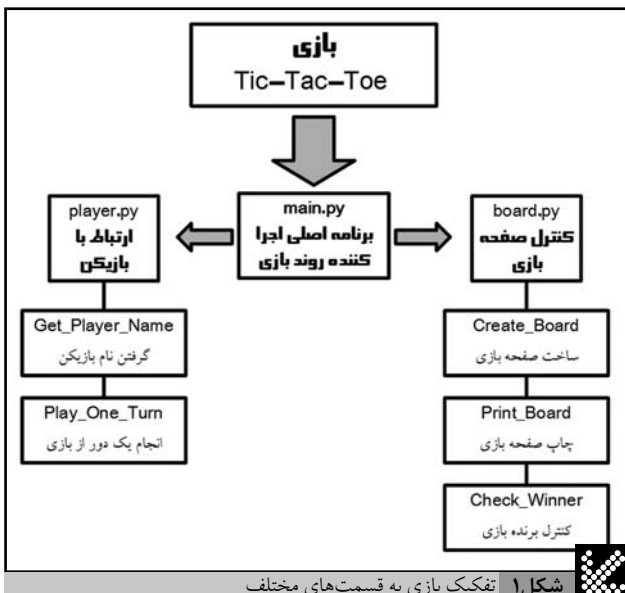 بازی
Tic-Tac-Toe
player.py
ارتباط با
بازیکن
main.py
برنامه اصلی اجرا
کننده روند بازی
board.py
کنترل صفحه
بازی
Get_Player_Name
گرفتن نام بازیکن
Play_One_Turn
انجام یک دور از بازی
Create_Board
ساخت صفحه بازی
Print_Board
چاپ صفحه بازی
Check_Winner
کنترل برنده بازی
شکل۱ تفکیک بازی به قسمت‌های مختلف